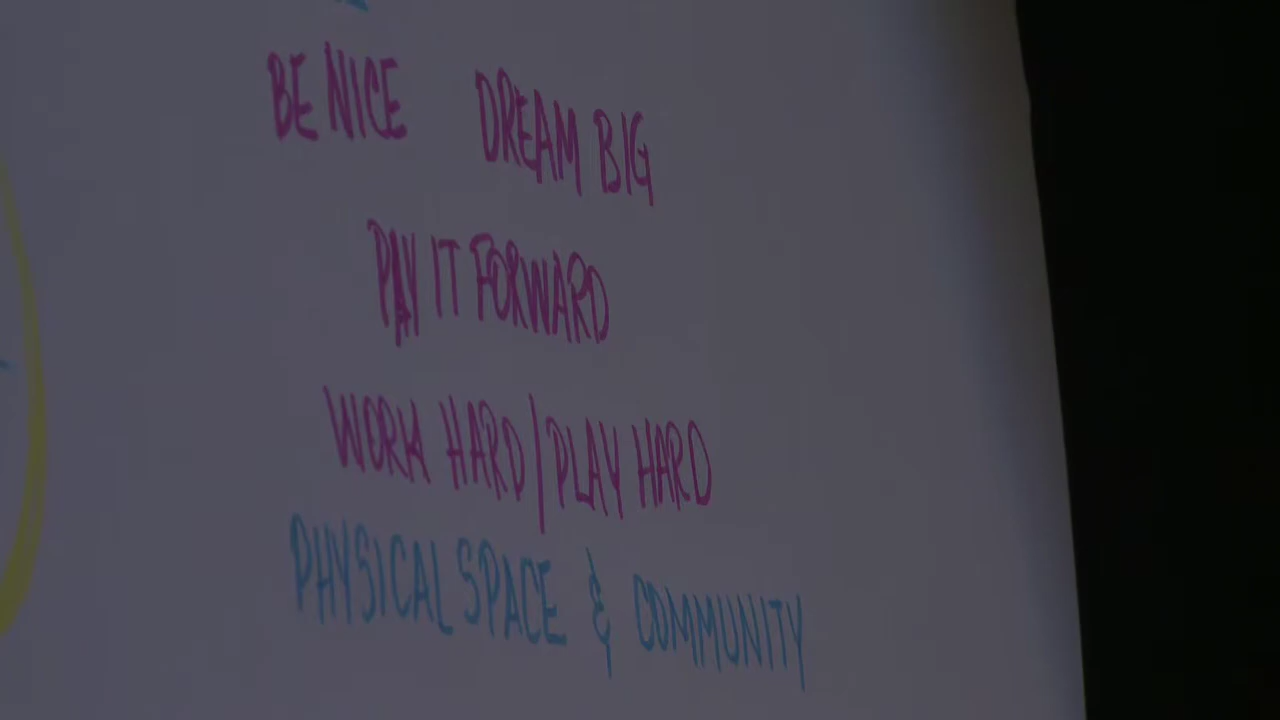 BE NICE DREAM BIG
PAY IT FORWARD
WORK HARD/PLAY HARD
PHYSICAL SPACE & COMMUNITY